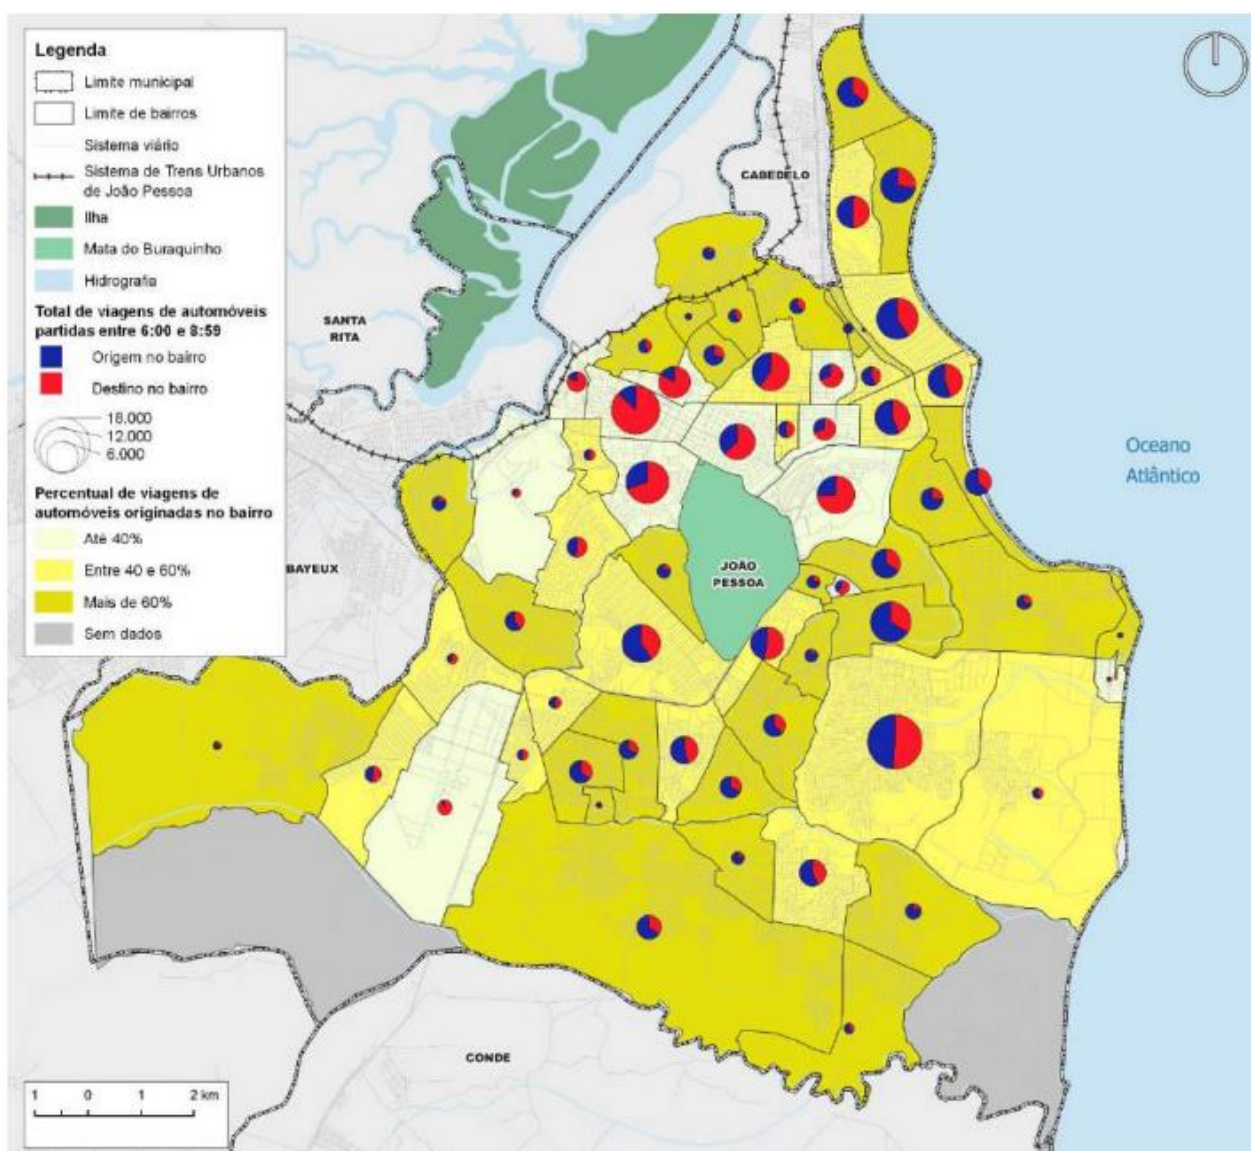 Legenda
Limite municipal
Limite de bairros
Sistema viário
Sistema de Trens Urbanos
de João Pessoa
Ilha
Mata do Buraquinho
Hidrografia
Total de viagens de automóveis
partidas entre 6:00 e 8:59
Origem no bairro
Destino no bairro
18.000
12.000
6.000
Percentual de viagens de
automóveis originadas no bairro
Até 40%
Entre 40 e 60%
Mais de 60%
Sem dados
CABEDELO
SANTA
RITA
Oceano
Atlântico
BAYEUX
JOÃO
PESSOA
CONDE
1 0 1 2 km